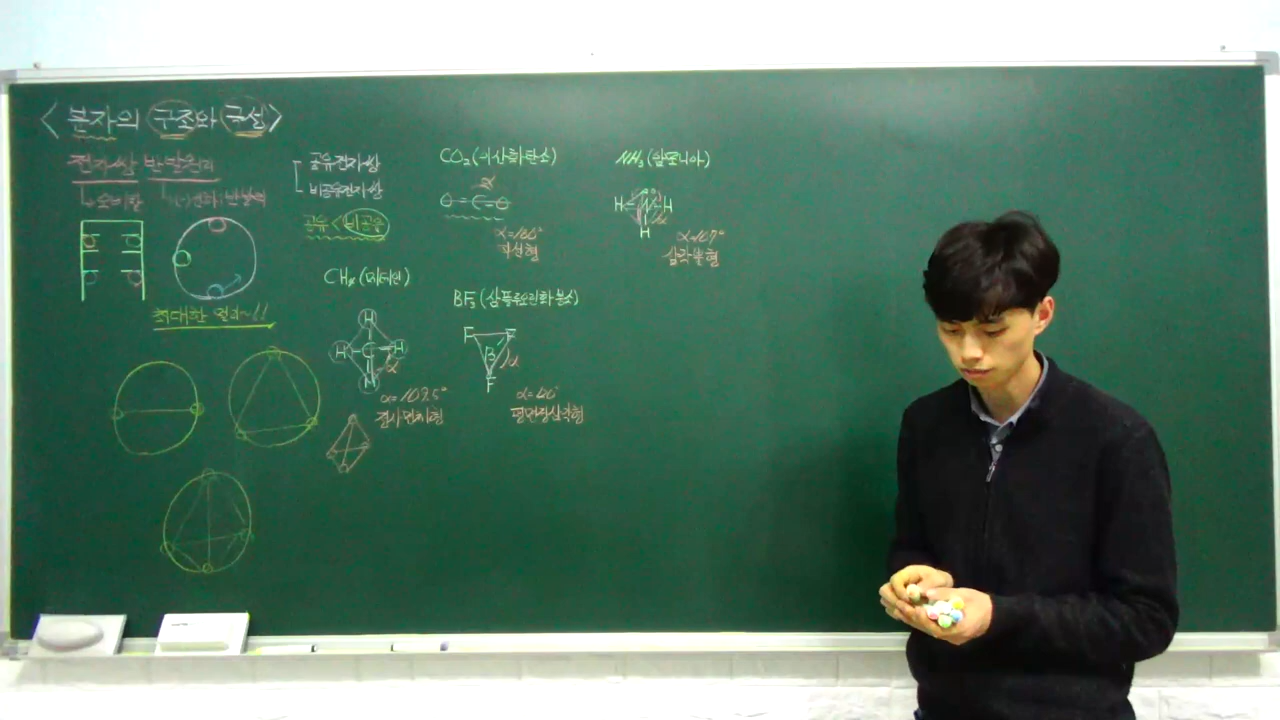 <분자의 구조와 구성>
전자쌍 반발원리
공유전자쌍
비공유전자쌍
공유 < 비공유
최대한 멀리~!!
CH₄ (메테인)
H
H C H
H
α
α=109.5°
정사면체형
CO₂ (이산화탄소)
α
O=C=O
α=180°
직선형
BF₃ (삼플루오린화 붕소)
F F
B α
F
α=120°
평면정삼각형
NH₃ (암모니아)
H N H
α
H
α=107°
삼각뿔형